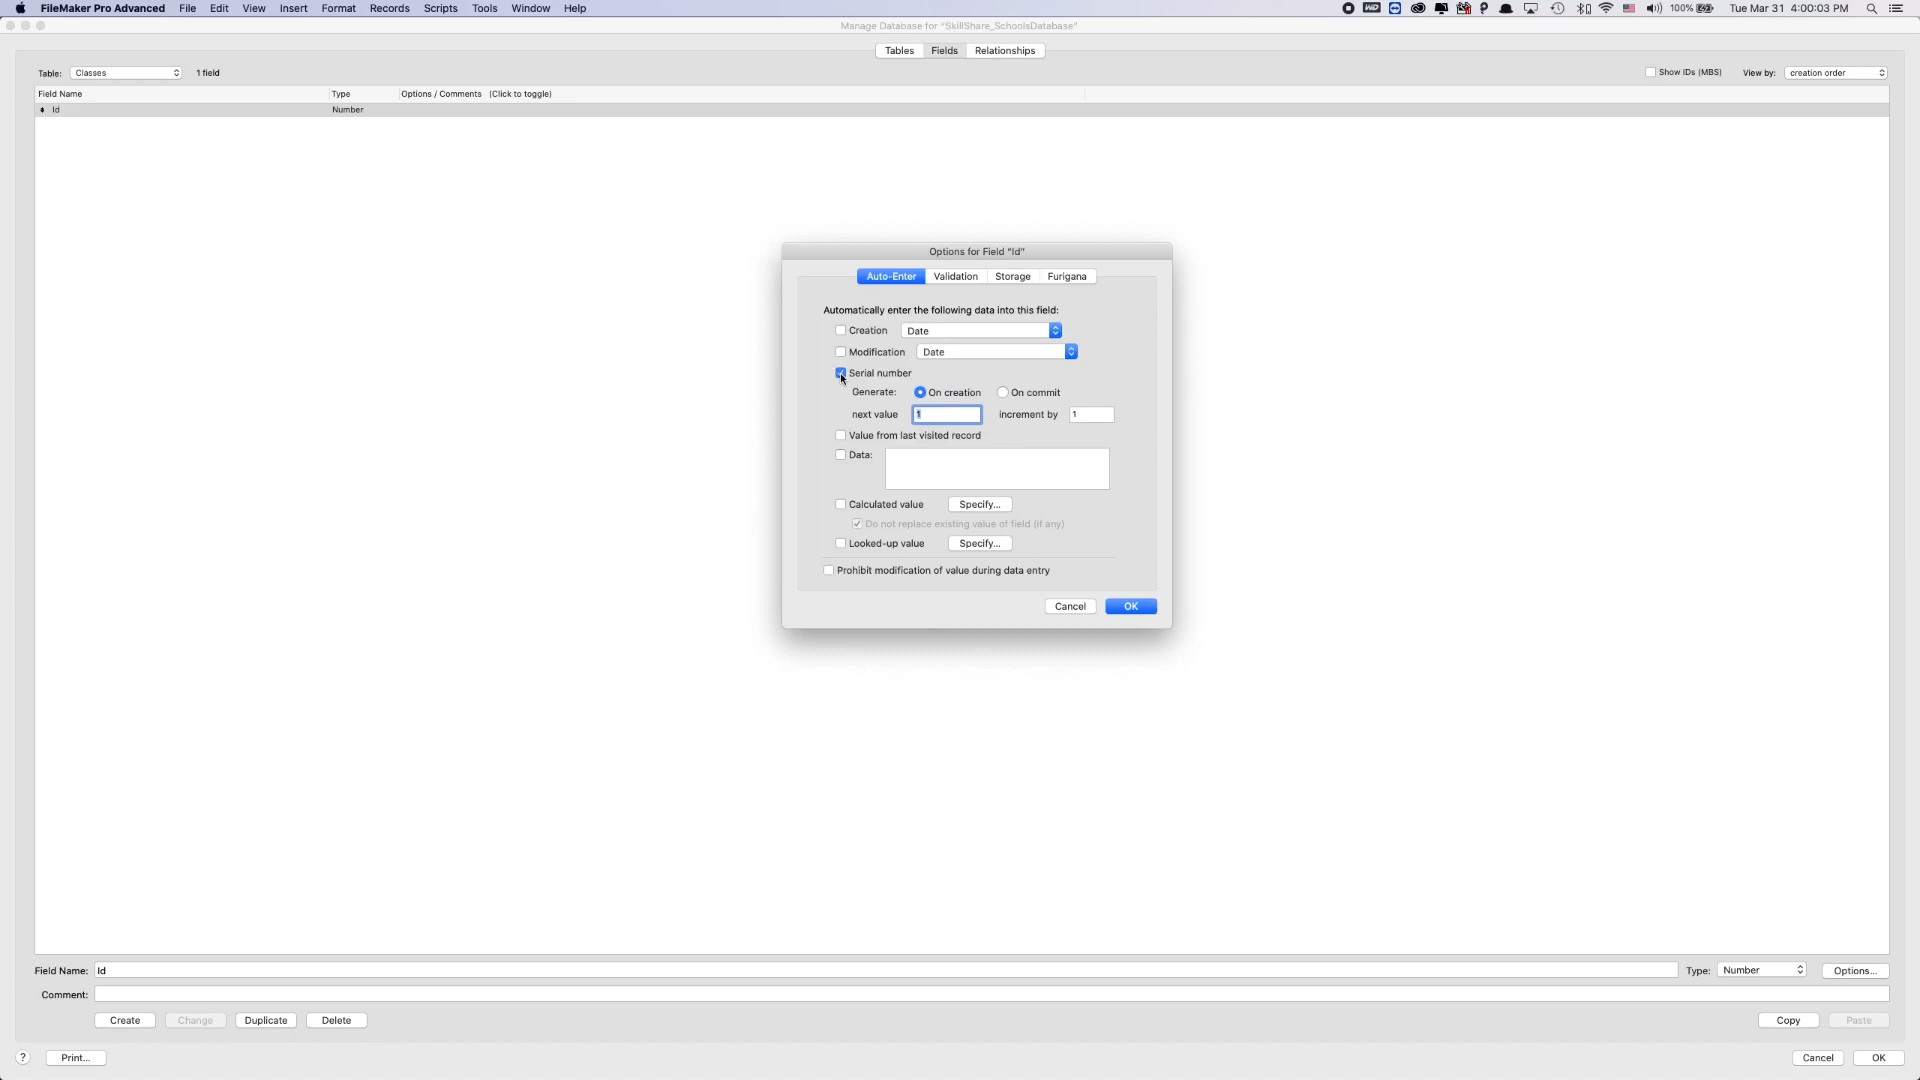 FileMaker Pro Advanced File Edit View Insert Format Records Scripts Tools Window Help 100% Tue Mar 31 4:00:03 PM
Manage Database for "SkillShare_SchoolsDatabase"
Tables Fields Relationships
Table: Classes 1 field Show IDs (MBS) View by: creation order
Field Name Type Options / Comments (Click to toggle)
Id Number
Options for Field "Id"
Auto-Enter Validation Storage Furigana
Automatically enter the following data into this field:
Creation Date
Modification Date
Serial number
Generate: On creation On commit
next value 1 increment by 1
Value from last visited record
Data:
Calculated value Specify...
Do not replace existing value of field (if any)
Looked-up value Specify...
Prohibit modification of value during data entry
Cancel OK
Field Name: Id Type: Number Options...
Comment:
Create Change Duplicate Delete Copy Paste
? Print... Cancel OK